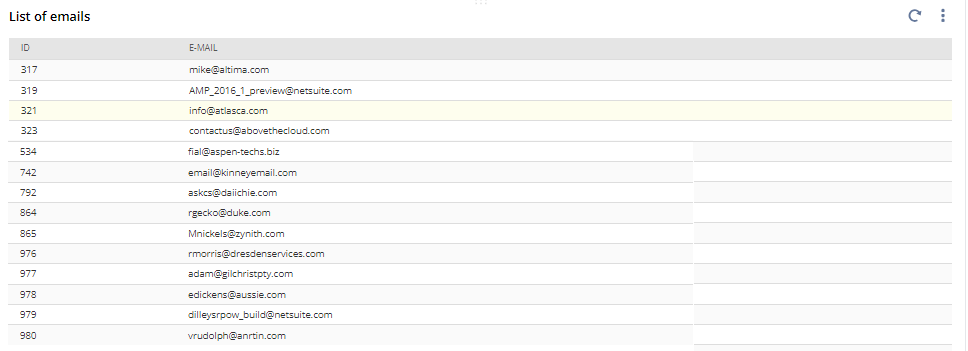 List of emails
ID E-MAIL
317 mike@altima.com
319 AMP_2016_1_preview@netsuite.com
321 info@atlasca.com
323 contactus@abovethecloud.com
534 fial@aspen-techs.biz
742 email@kinneyemail.com
792 askcs@daiichie.com
864 rgecko@duke.com
865 Mnickels@zynith.com
976 rmorris@dresdenservices.com
977 adam@gilchristpty.com
978 edickens@aussie.com
979 dilleysrpow_build@netsuite.com
980 vrudolph@anrtin.com